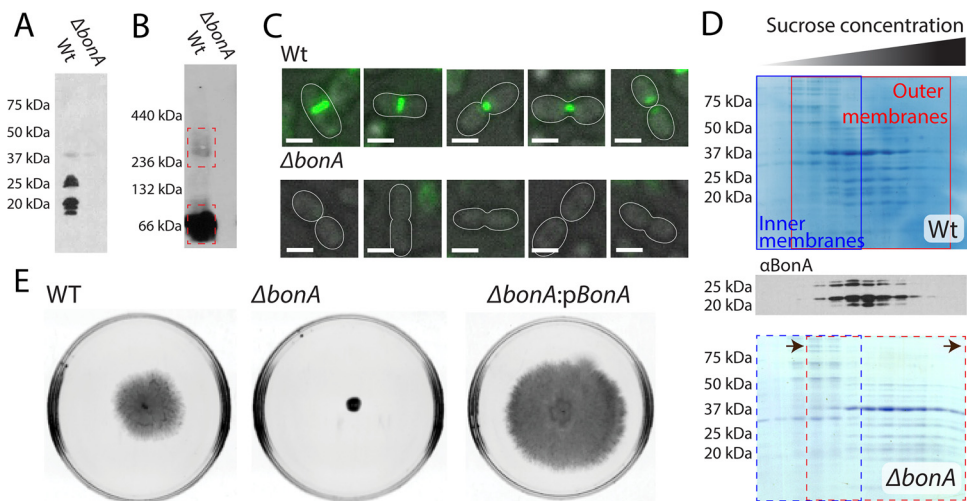 A
Wt
ΔbonA
75 kDa
50 kDa
37 kDa
25 kDa
20 kDa
B
Wt
ΔbonA
440 kDa
236 kDa
132 kDa
66 kDa
C
Wt
ΔbonA
D
Sucrose concentration
75 kDa
50 kDa
37 kDa
25 kDa
20 kDa
Outer
membranes
Inner
membranes
Wt
αBonA
25 kDa
20 kDa
75 kDa
50 kDa
37 kDa
25 kDa
20 kDa
ΔbonA
E
WT
ΔbonA
ΔbonA:pBonA